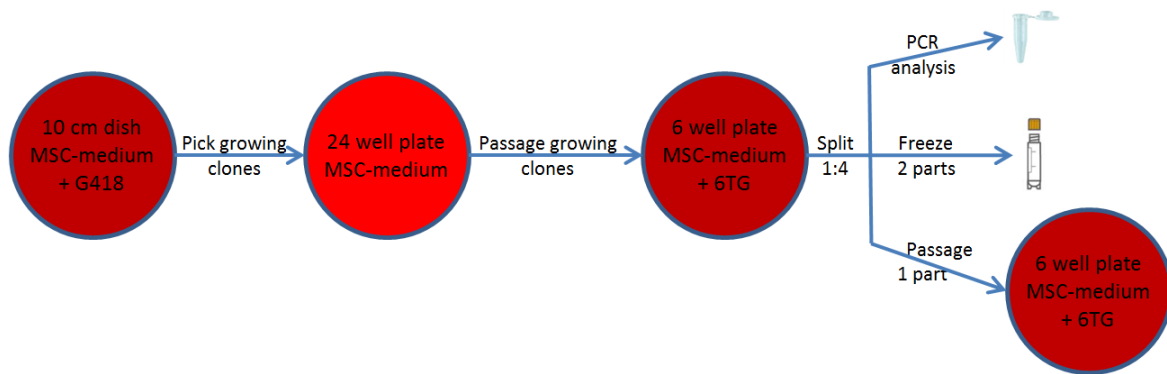 10 cm dish
MSC-medium
+ G418
Pick growing
clones
24 well plate
MSC-medium
Passage growing
clones
6 well plate
MSC-medium
+ 6TG
Split
1:4
PCR
analysis
Freeze
2 parts
Passage
1 part
6 well plate
MSC-medium
+ 6TG